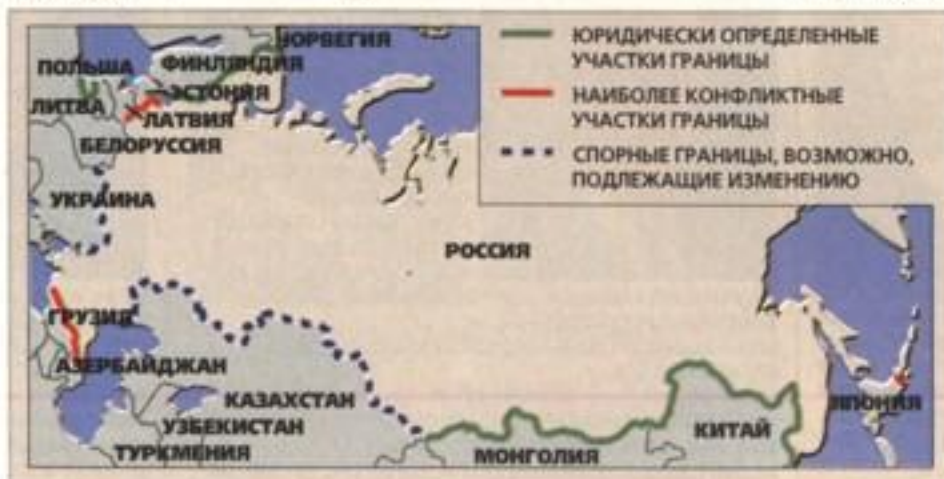 НОРВЕГИЯ
ПОЛЬША
ФИНЛЯНДИЯ
ЭСТОНИЯ
ЛИТВА
ЛАТВИЯ
БЕЛОРУССИЯ
УКРАИНА
РОССИЯ
ГРУЗИЯ
АЗЕРБАЙДЖАН
КАЗАХСТАН
УЗБЕКИСТАН
ТУРКМЕНИЯ
МОНГОЛИЯ
КИТАЙ
ЯПОНИЯ
ЮРИДИЧЕСКИ ОПРЕДЕЛЕННЫЕ
УЧАСТКИ ГРАНИЦЫ
НАИБОЛЕЕ КОНФЛИКТНЫЕ
УЧАСТКИ ГРАНИЦЫ
СПОРНЫЕ ГРАНИЦЫ, ВОЗМОЖНО,
ПОДЛЕЖАЩИЕ ИЗМЕНЕНИЮ